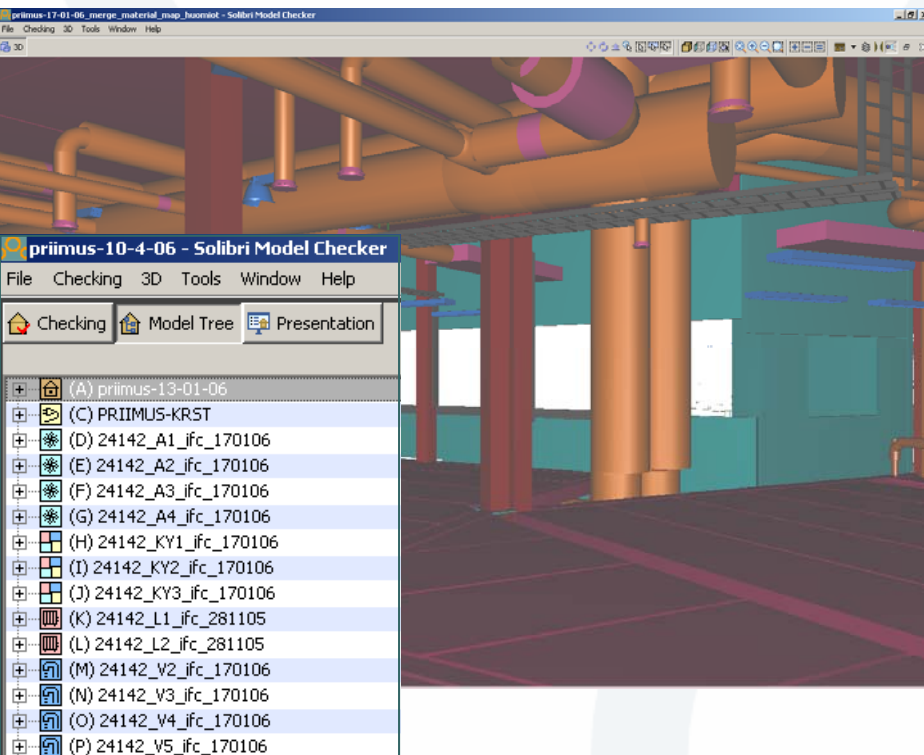 priimus-17-01-06_merge_material_map_huomiot - Solibri Model Checker
File Checking 3D Tools Window Help
3D
priimus-10-4-06 - Solibri Model Checker
File Checking 3D Tools Window Help
Checking Model Tree Presentation
(A) priimus-13-01-06
(C) PRIIMUS-KRST
(D) 24142_A1_ifc_170106
(E) 24142_A2_ifc_170106
(F) 24142_A3_ifc_170106
(G) 24142_A4_ifc_170106
(H) 24142_KY1_ifc_170106
(I) 24142_KY2_ifc_170106
(J) 24142_KY3_ifc_170106
(K) 24142_L1_ifc_281105
(L) 24142_L2_ifc_281105
(M) 24142_V2_ifc_170106
(N) 24142_V3_ifc_170106
(O) 24142_V4_ifc_170106
(P) 24142_V5_ifc_170106